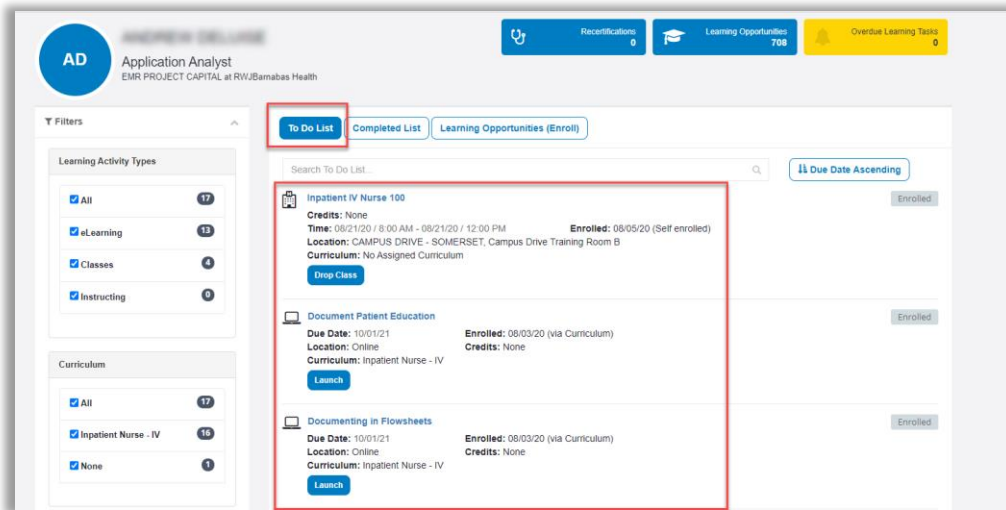 AD
Application Analyst
EMR PROJECT CAPITAL at RWJBarnabas Health
Recertifications
0
Learning Opportunities
708
Overdue Learning Tasks
0
Filters
Learning Activity Types
All 17
eLearning 13
Classes 4
Instructing 0
Curriculum
All 17
Inpatient Nurse - IV 16
None 1
To Do List Completed List Learning Opportunities (Enroll)
Search To Do List... Due Date Ascending
Inpatient IV Nurse 100 Enrolled
Credits: None
Time: 08/21/20 / 8:00 AM - 08/21/20 / 12:00 PM Enrolled: 08/05/20 (Self enrolled)
Location: CAMPUS DRIVE - SOMERSET, Campus Drive Training Room B
Curriculum: No Assigned Curriculum
Drop Class
Document Patient Education Enrolled
Due Date: 10/01/21 Enrolled: 08/03/20 (via Curriculum)
Location: Online Credits: None
Curriculum: Inpatient Nurse - IV
Launch
Documenting in Flowsheets Enrolled
Due Date: 10/01/21 Enrolled: 08/03/20 (via Curriculum)
Location: Online Credits: None
Curriculum: Inpatient Nurse - IV
Launch